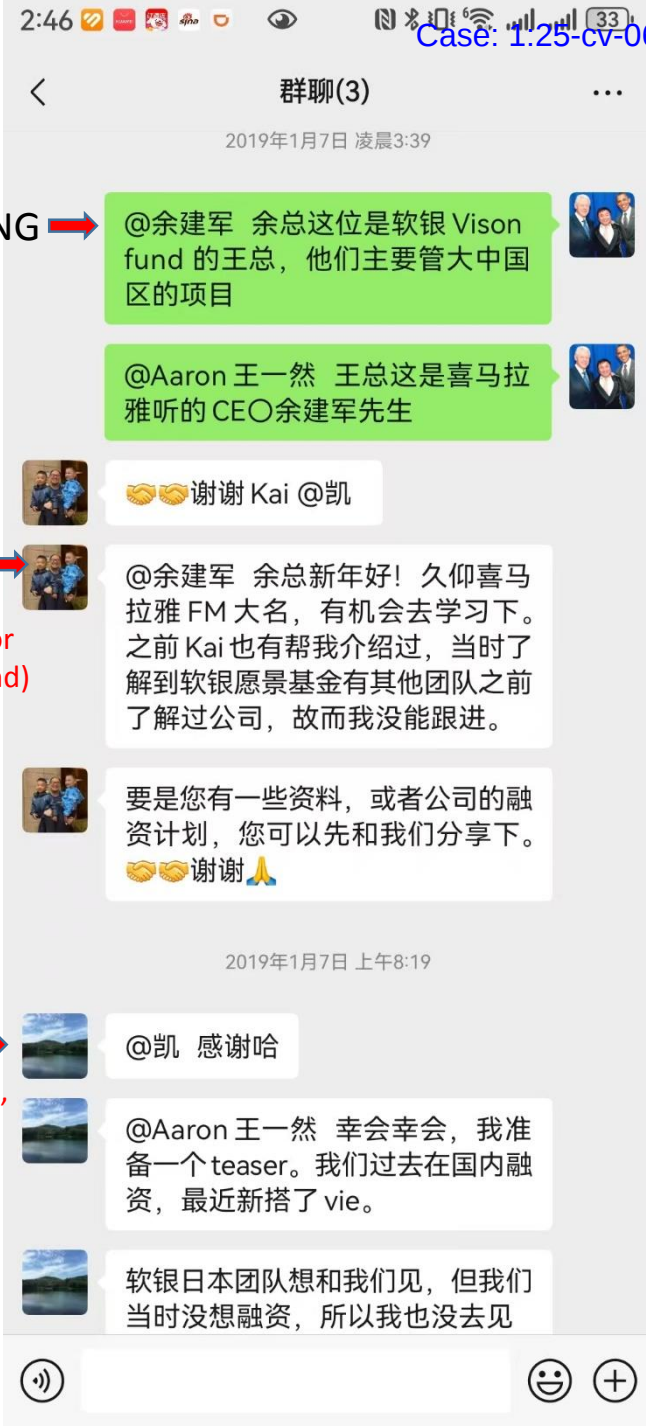 2:46
33
Case: 1:25-cv-06
群聊(3)
2019年1月7日 凌晨3:39
NG
@余建军 余总这位是软银 Vison
fund 的王总，他们主要管大中国
区的项目
@Aaron 王一然 王总这是喜马拉
雅听的CE〇余建军先生
谢谢 Kai @凯
@余建军 余总新年好！久仰喜马
拉雅 FM 大名，有机会去学习下。
之前 Kai 也有帮我介绍过，当时了
解到软银愿景基金有其他团队之前
了解过公司，故而我没能跟进。
or
nd)
要是您有一些资料，或者公司的融
资计划，您可以先和我们分享下。
谢谢
2019年1月7日 上午8:19
@凯 感谢哈
,
@Aaron 王一然 幸会幸会，我准
备一个 teaser。我们过去在国内融
资，最近新搭了 vie。
软银日本团队想和我们见，但我们
当时没想融资，所以我也没去见